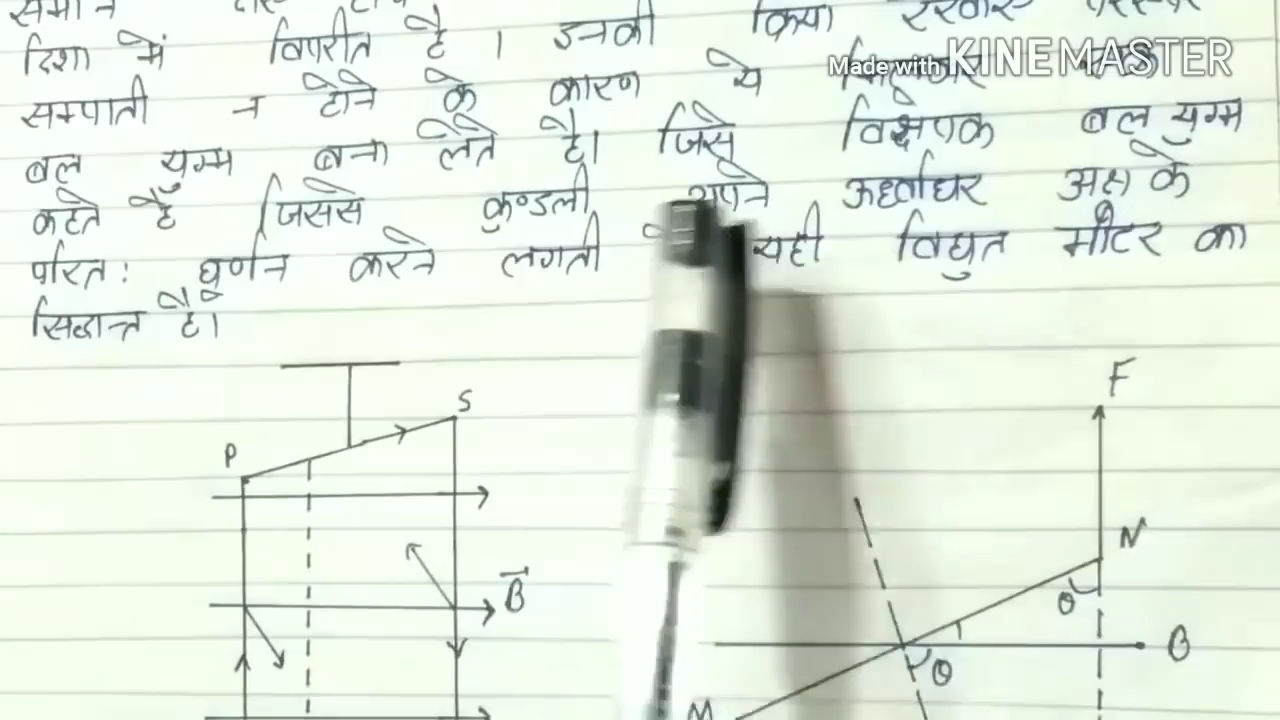 समान
दिशा में विपरीत है । इनकी क्रिया
Made with KINEMASTER
सम्पाती न होने के कारण ये
बल युग्म बना लेते है। जिसे विक्षेपक बल युग्म
कहते है जिससे कुण्डली अपने ऊर्ध्वाधर अक्ष के
परितः घूर्णन करने लगती यही विद्युत मीटर का
सिद्धान्त है।
F
S
P
N
θ
B
B
θ
M